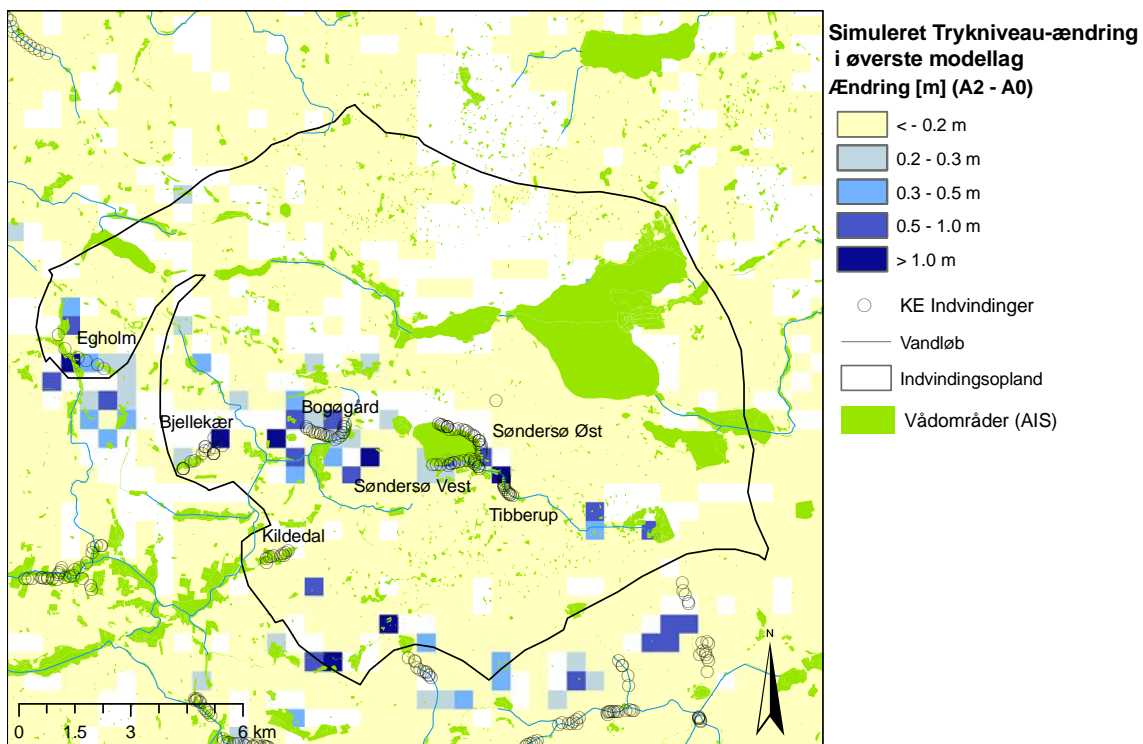 Simuleret Trykniveau-ændring
i øverste modellag
Ændring [m] (A2 - A0)
< - 0.2 m
0.2 - 0.3 m
0.3 - 0.5 m
0.5 - 1.0 m
> 1.0 m
KE Indvindinger
Vandløb
Indvindingsopland
Vådområder (AIS)
Egholm
Bjellekær
Bogøgård
Søndersø Øst
Søndersø Vest
Tibberup
Kildedal
N
0 1.5 3 6 km